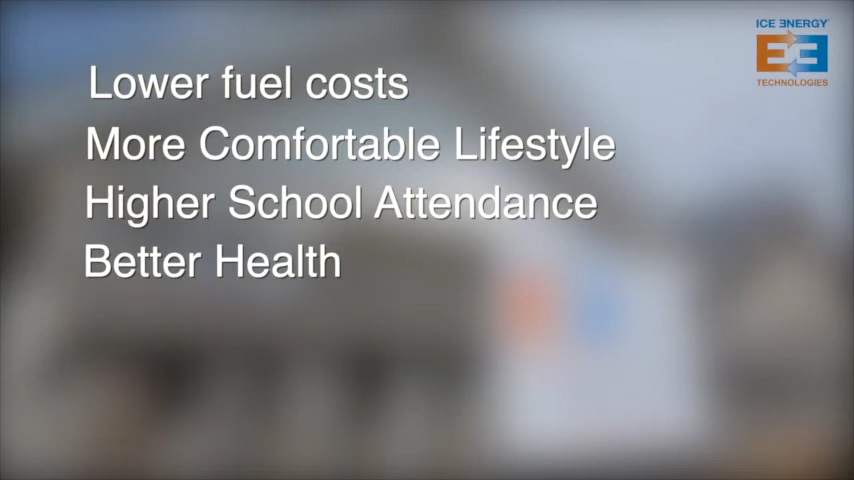 ICE ENERGY
TECHNOLOGIES
Lower fuel costs
More Comfortable Lifestyle
Higher School Attendance
Better Health